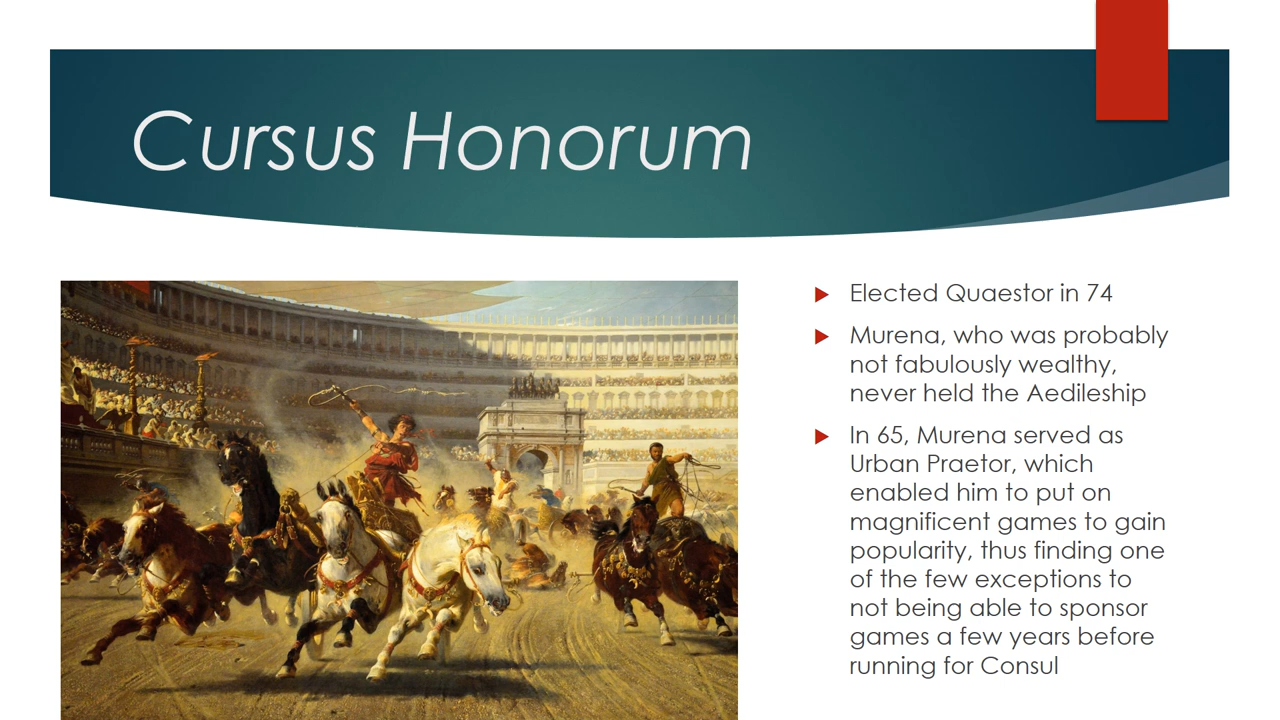 Cursus Honorum
Elected Quaestor in 74
Murena, who was probably
not fabulously wealthy,
never held the Aedileship
In 65, Murena served as
Urban Praetor, which
enabled him to put on
magnificent games to gain
popularity, thus finding one
of the few exceptions to
not being able to sponsor
games a few years before
running for Consul